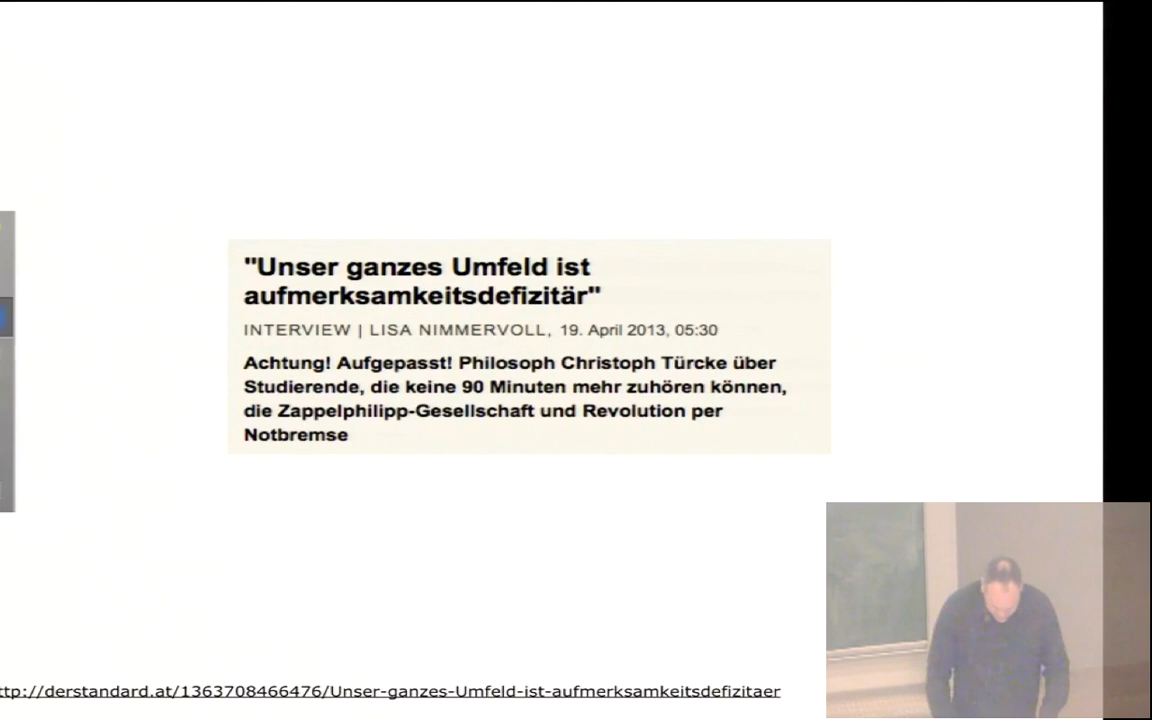 "Unser ganzes Umfeld ist
aufmerksamkeitsdefizitär"
INTERVIEW | LISA NIMMERVOLL, 19. April 2013, 05:30
Achtung! Aufgepasst! Philosoph Christoph Türcke über
Studierende, die keine 90 Minuten mehr zuhören können,
die Zappelphilipp-Gesellschaft und Revolution per
Notbremse
ttp://derstandard.at/1363708466476/Unser-ganzes-Umfeld-ist-aufmerksamkeitsdefizitaer